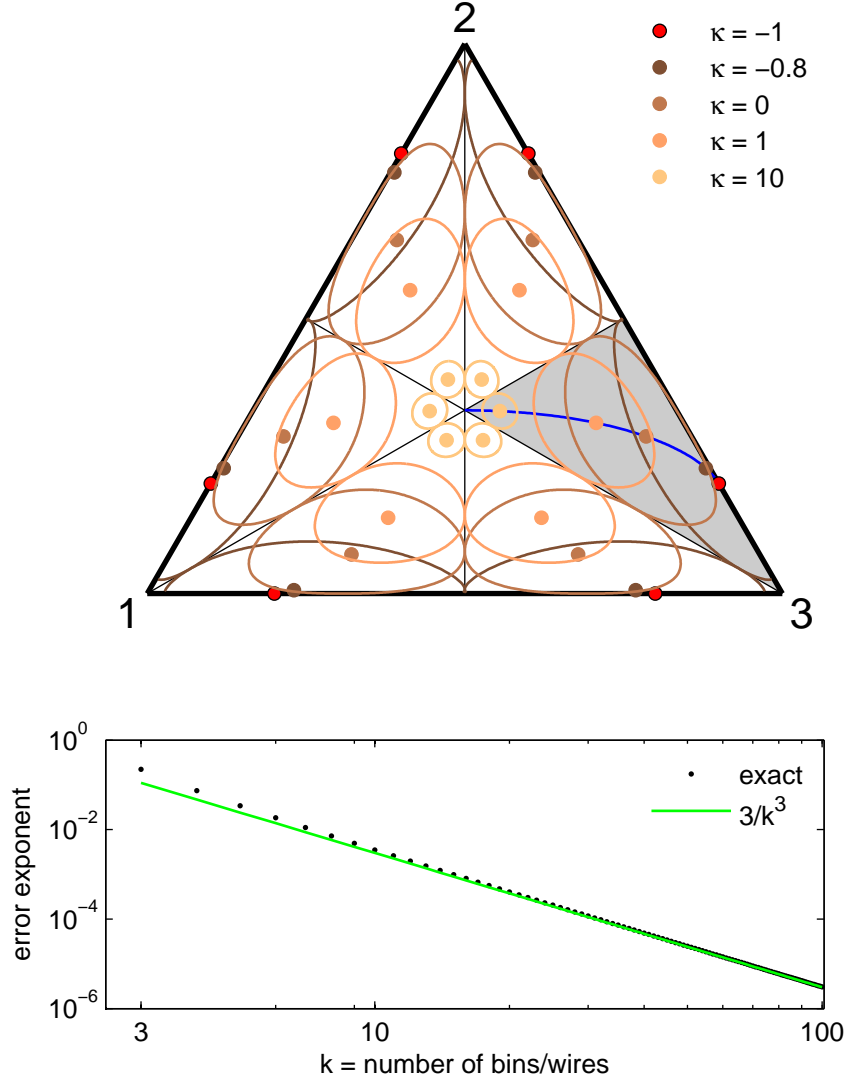 2
κ = −1
κ = −0.8
κ = 0
κ = 1
κ = 10
1
3
10^0
10^−2
10^−4
10^−6
error exponent
exact
3/k^3
3
10
100
k = number of bins/wires